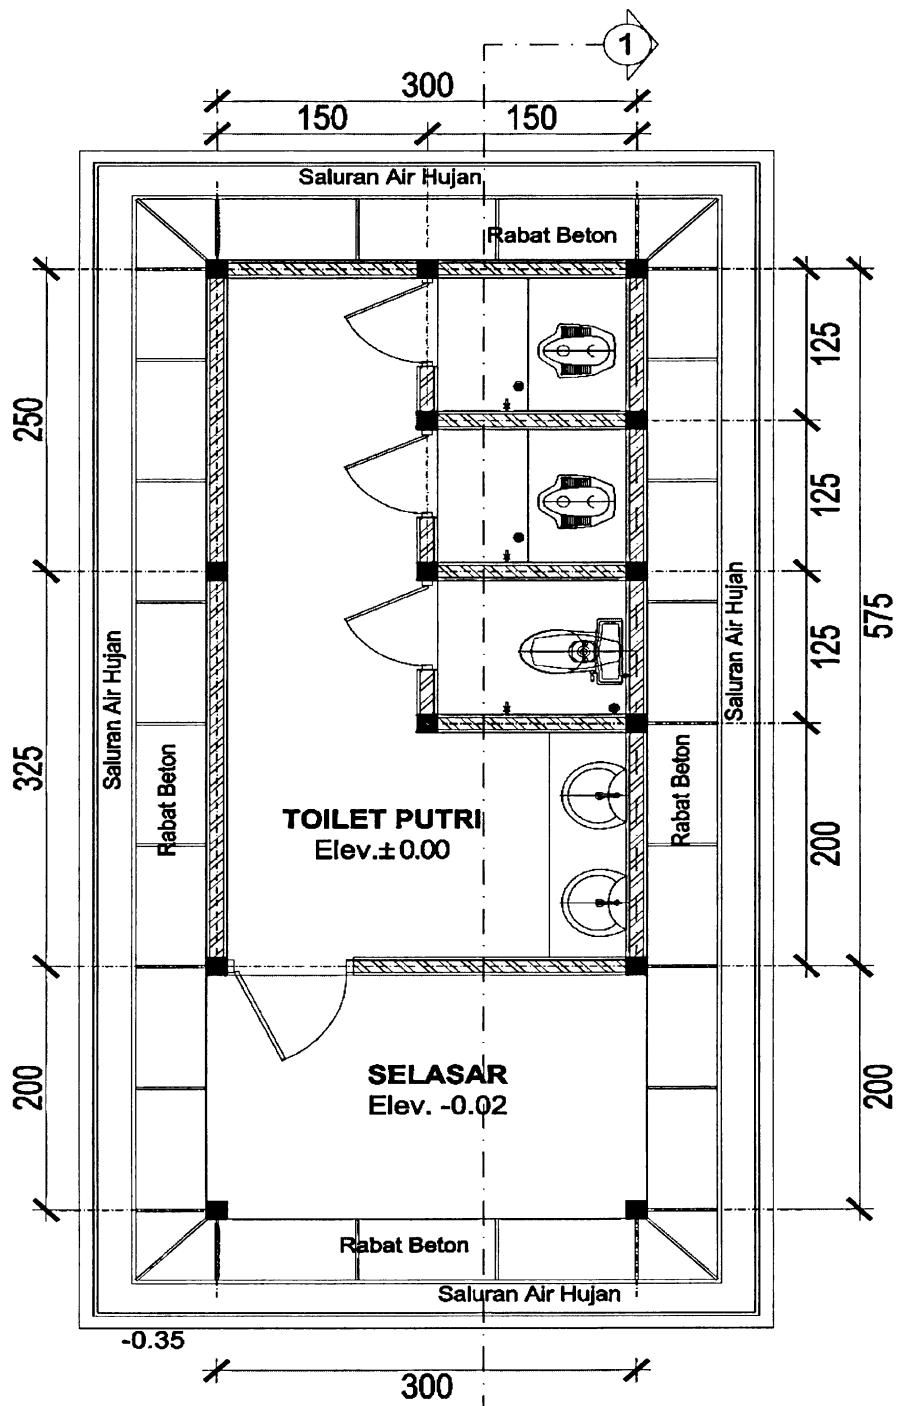 1
300
150
150
Saluran Air Hujan
Rabat Beton
250
125
125
125
575
Saluran Air Hujan
Saluran Air Hujan
325
Rabat Beton
Rabat Beton
TOILET PUTRI
Elev.± 0.00
200
SELASAR
Elev. -0.02
200
200
Rabat Beton
Saluran Air Hujan
-0.35
300